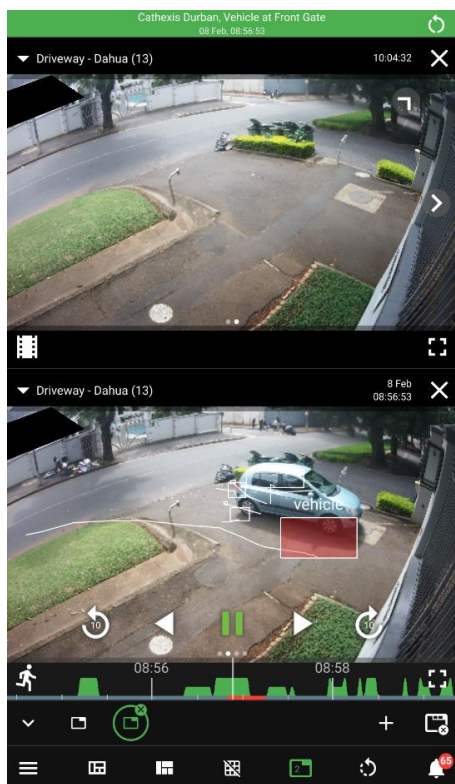 Cathexis Durban, Vehicle at Front Gate
08 Feb, 08:56:53
Driveway - Dahua (13)
10:04:32
Driveway - Dahua (13)
8 Feb
08:56:53
vehicle
10
10
08:56
08:58
2
65